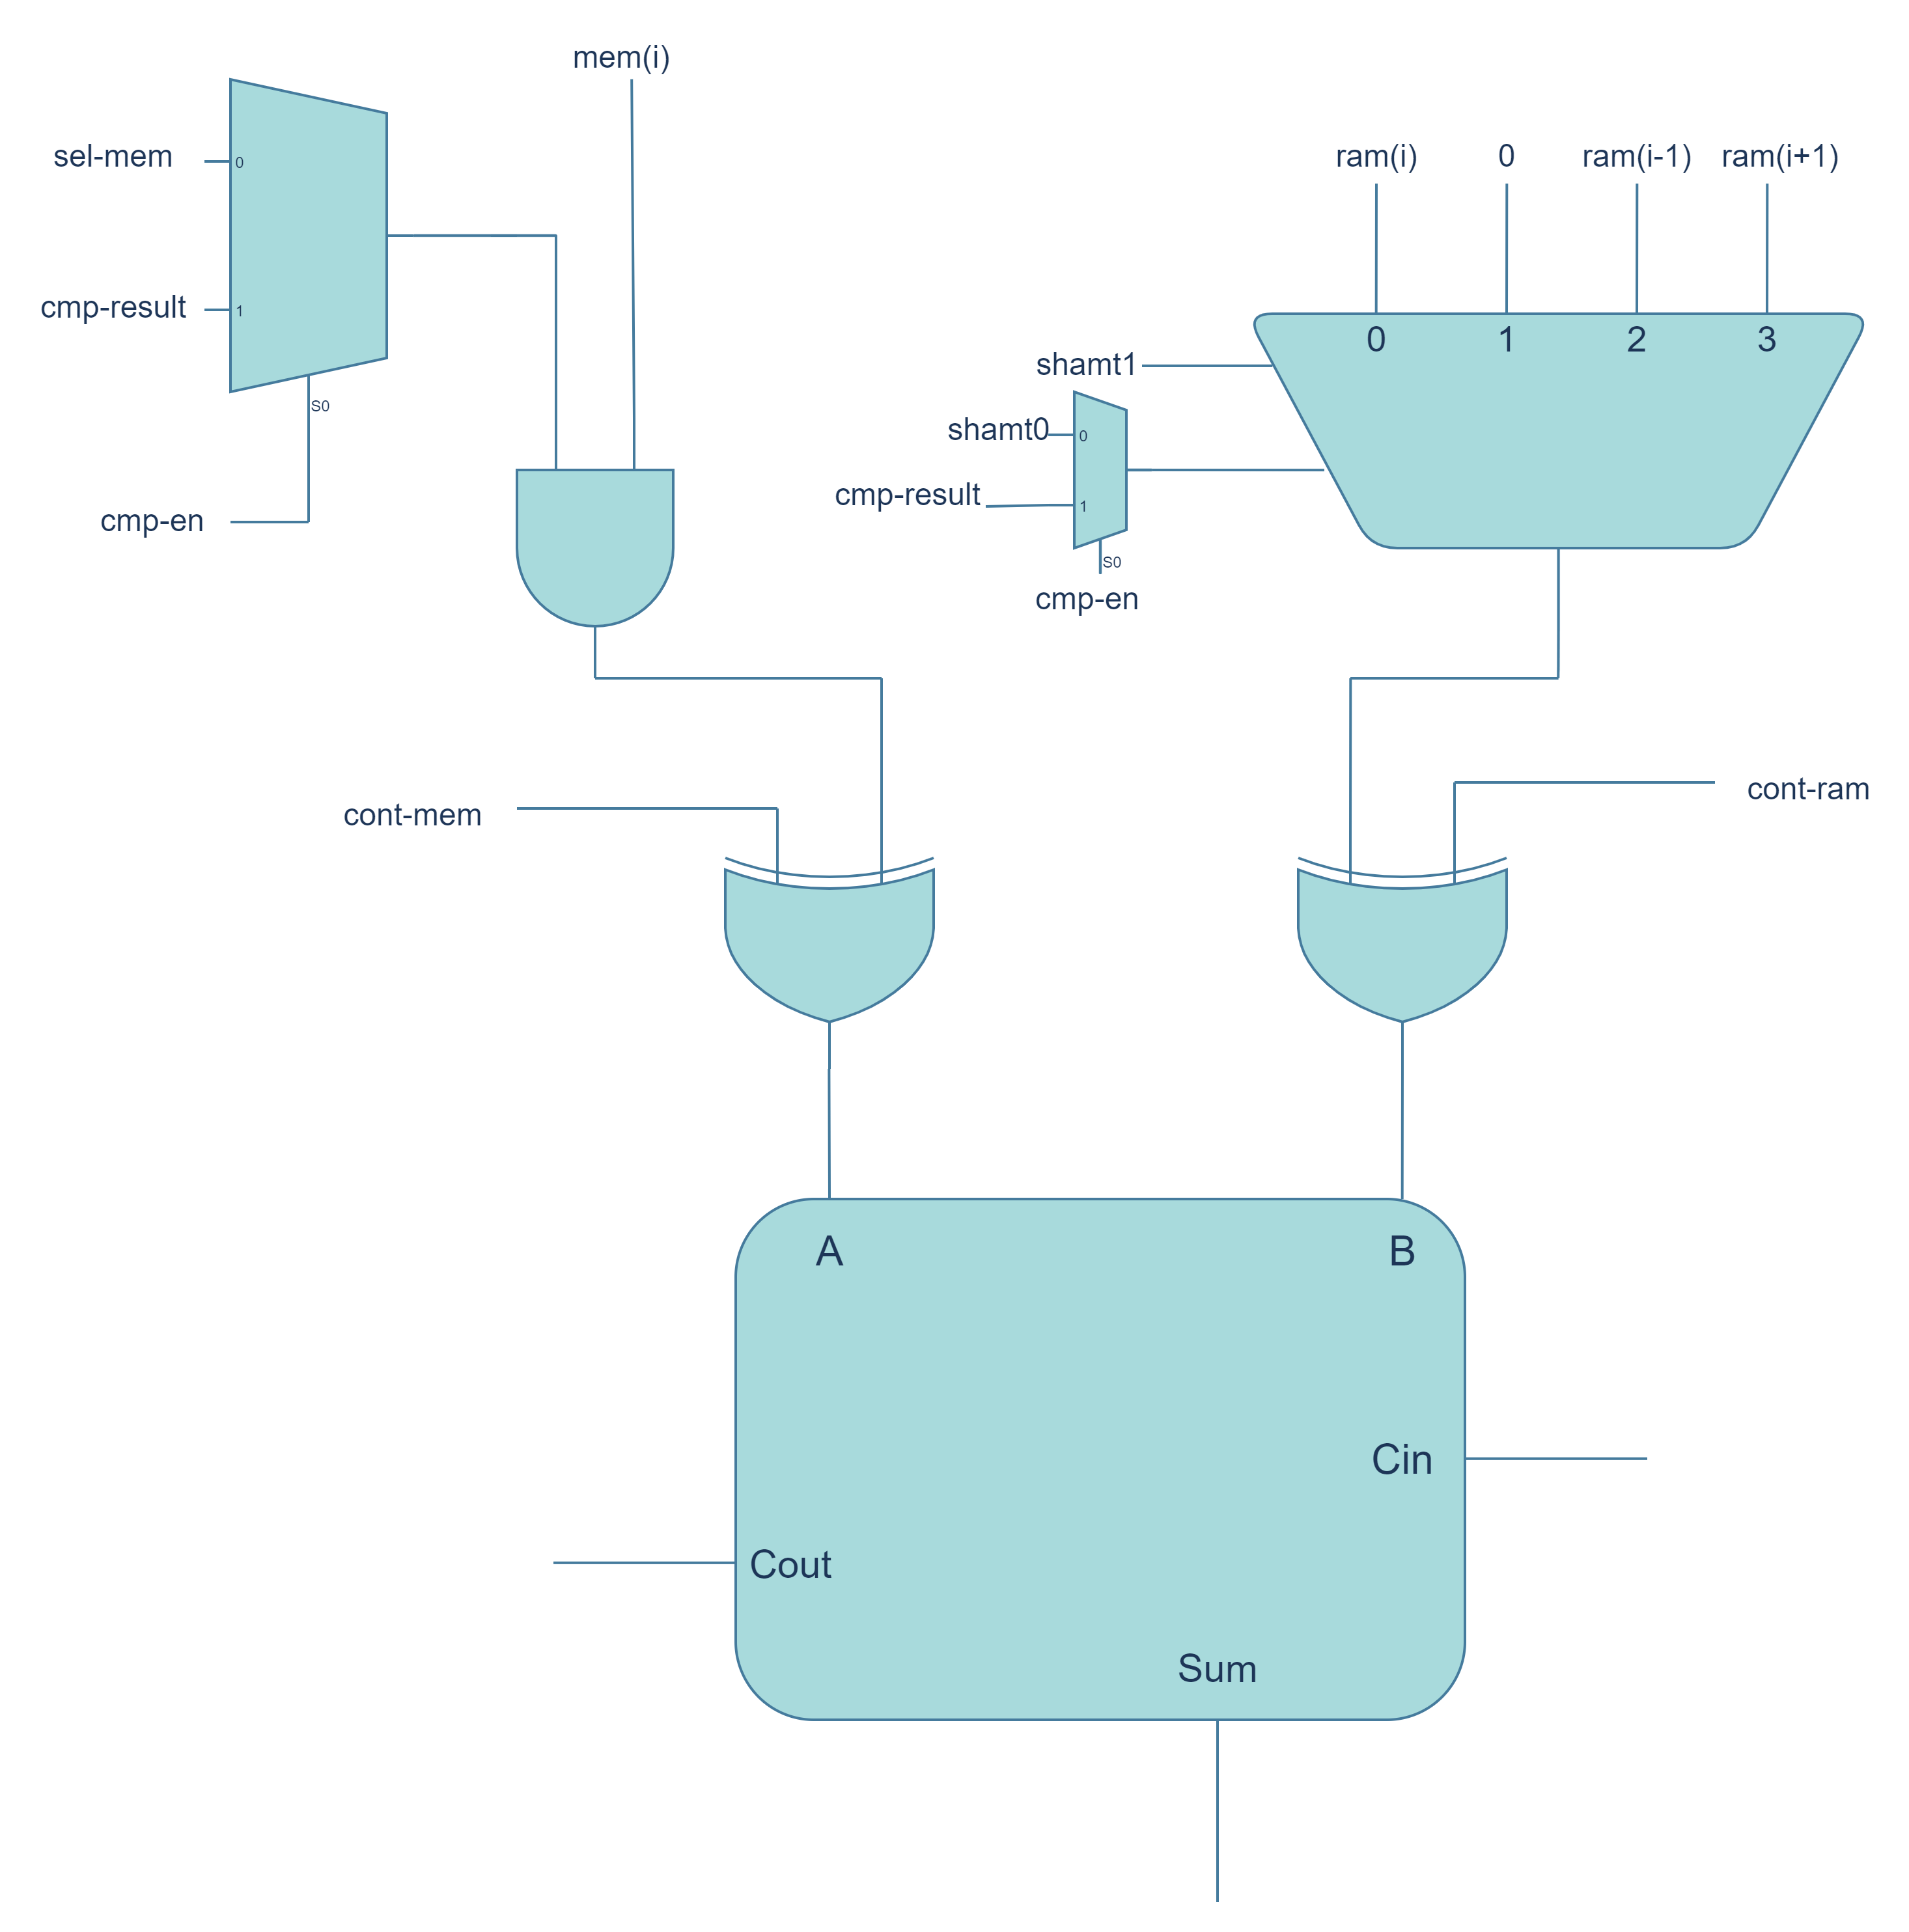 mem(i)
sel-mem
0
cmp-result
1
S0
cmp-en
ram(i)
0
ram(i-1)
ram(i+1)
0
1
2
3
shamt1
shamt0
0
cmp-result
1
S0
cmp-en
cont-mem
cont-ram
A
B
Cin
Cout
Sum